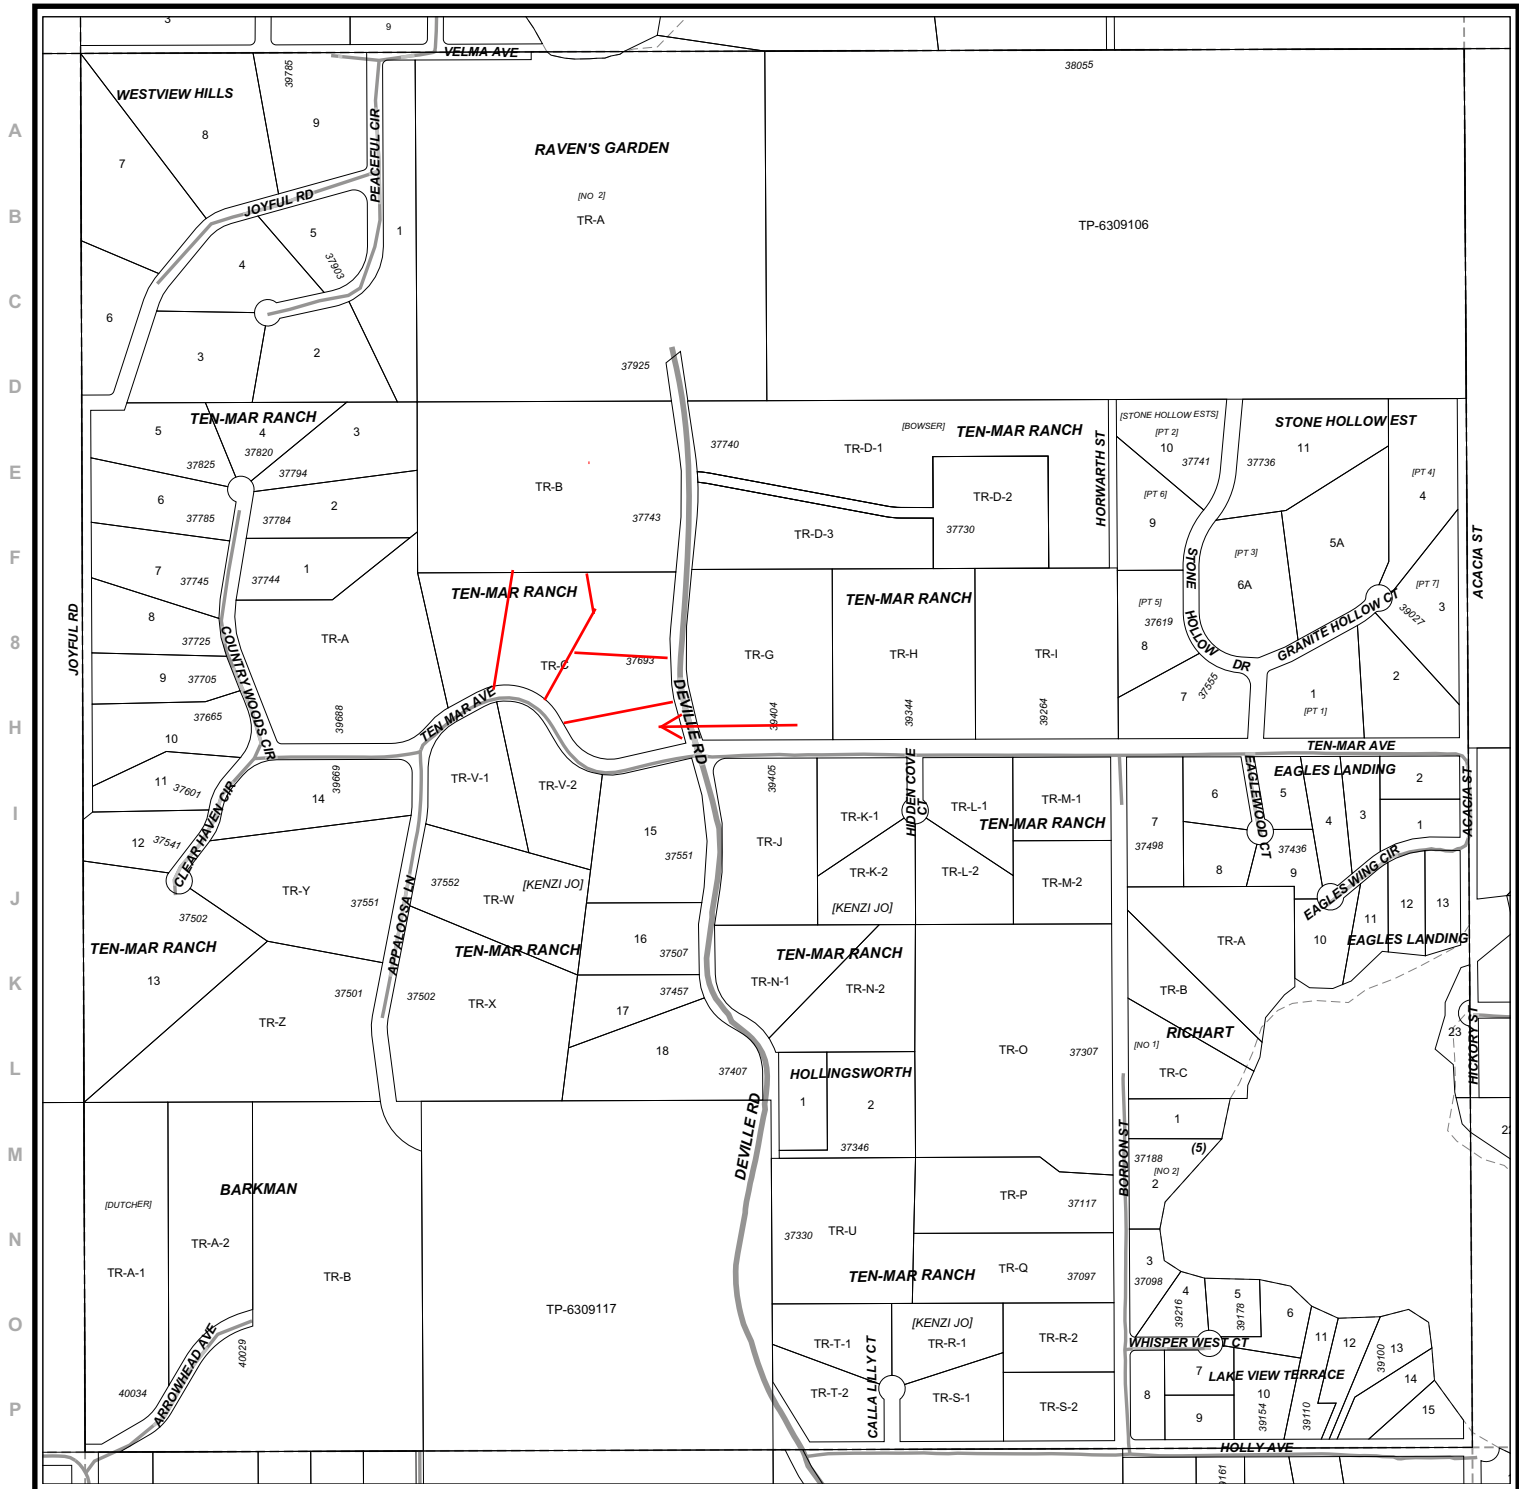 3
9
VELMA AVE
38055
39785
WESTVIEW HILLS
A
8
9
7
PEACEFUL CIR
RAVEN'S GARDEN
[NO 2]
TR-A
B
JOYFUL RD
5
1
TP-6309106
4
37903
C
6
3
2
37925
D
TEN-MAR RANCH
5
4
3
37820
37825
37794
E
6
2
37785
37784
TR-B
37743
37740
[BOWSER]
TR-D-1
TEN-MAR RANCH
TR-D-2
TR-D-3
37730
HORWARTH ST
[STONE HOLLOW ESTS]
[PT 2]
10
37741
37736
11
STONE HOLLOW EST
[PT 4]
4
[PT 6]
9
F
7
37745
37744
1
STONE
HOLLOW
DR
[PT 3]
6A
5A
[PT 7]
3
39027
ACACIA ST
GRANITE HOLLOW CT
JOYFUL RD
8
8
37725
COUNTRY WOODS CIR
TR-A
TEN-MAR RANCH
TR-C
37693
TEN-MAR RANCH
TR-G
TR-H
TR-I
[PT 5]
37619
8
9
37705
37665
10
39688
TEN MAR AVE
DEVILLE RD
39404
39344
39264
7
37555
1
[PT 1]
2
H
TEN-MAR AVE
11
37601
14
39669
TR-V-1
TR-V-2
39405
HIDDEN COVE
CT
TR-K-1
TR-L-1
TR-M-1
TEN-MAR RANCH
EAGLES LANDING
EAGLEWOOD CT
6
5
4
3
2
1
ACACIA ST
I
12
37541
CLEAR HAVEN CIR
15
37551
TR-J
7
37498
37436
8
9
EAGLES WING CIR
J
TR-Y
37551
37552
TR-W
[KENZI JO]
TR-K-2
TR-L-2
TR-M-2
[KENZI JO]
37502
APPALOOSA LN
16
37507
11
12
13
10
EAGLES LANDING
TR-A
TEN-MAR RANCH
13
TEN-MAR RANCH
TEN-MAR RANCH
K
37501
37502
TR-X
37457
17
TR-N-1
TR-N-2
TR-B
TR-Z
18
RICHART
[NO 1]
23
HICKORY ST
L
37407
HOLLINGSWORTH
1
2
TR-O
37307
TR-C
DEVILLE RD
1
(5)
M
37346
BORDON ST
37188
[NO 2]
2
BARKMAN
[DUTCHER]
TR-P
37117
N
TR-A-2
TR-A-1
TR-B
37330
TR-U
TEN-MAR RANCH
TR-Q
37097
3
37098
O
TP-6309117
4
39216
5
39178
6
ARROWHEAD AVE
40029
TR-T-1
[KENZI JO]
TR-R-1
TR-R-2
WHISPER WEST CT
11
12
13
39100
CALLA LILLY CT
7
LAKE VIEW TERRACE
14
P
40034
TR-T-2
TR-S-1
TR-S-2
8
9
10
39154
39110
15
HOLLY AVE